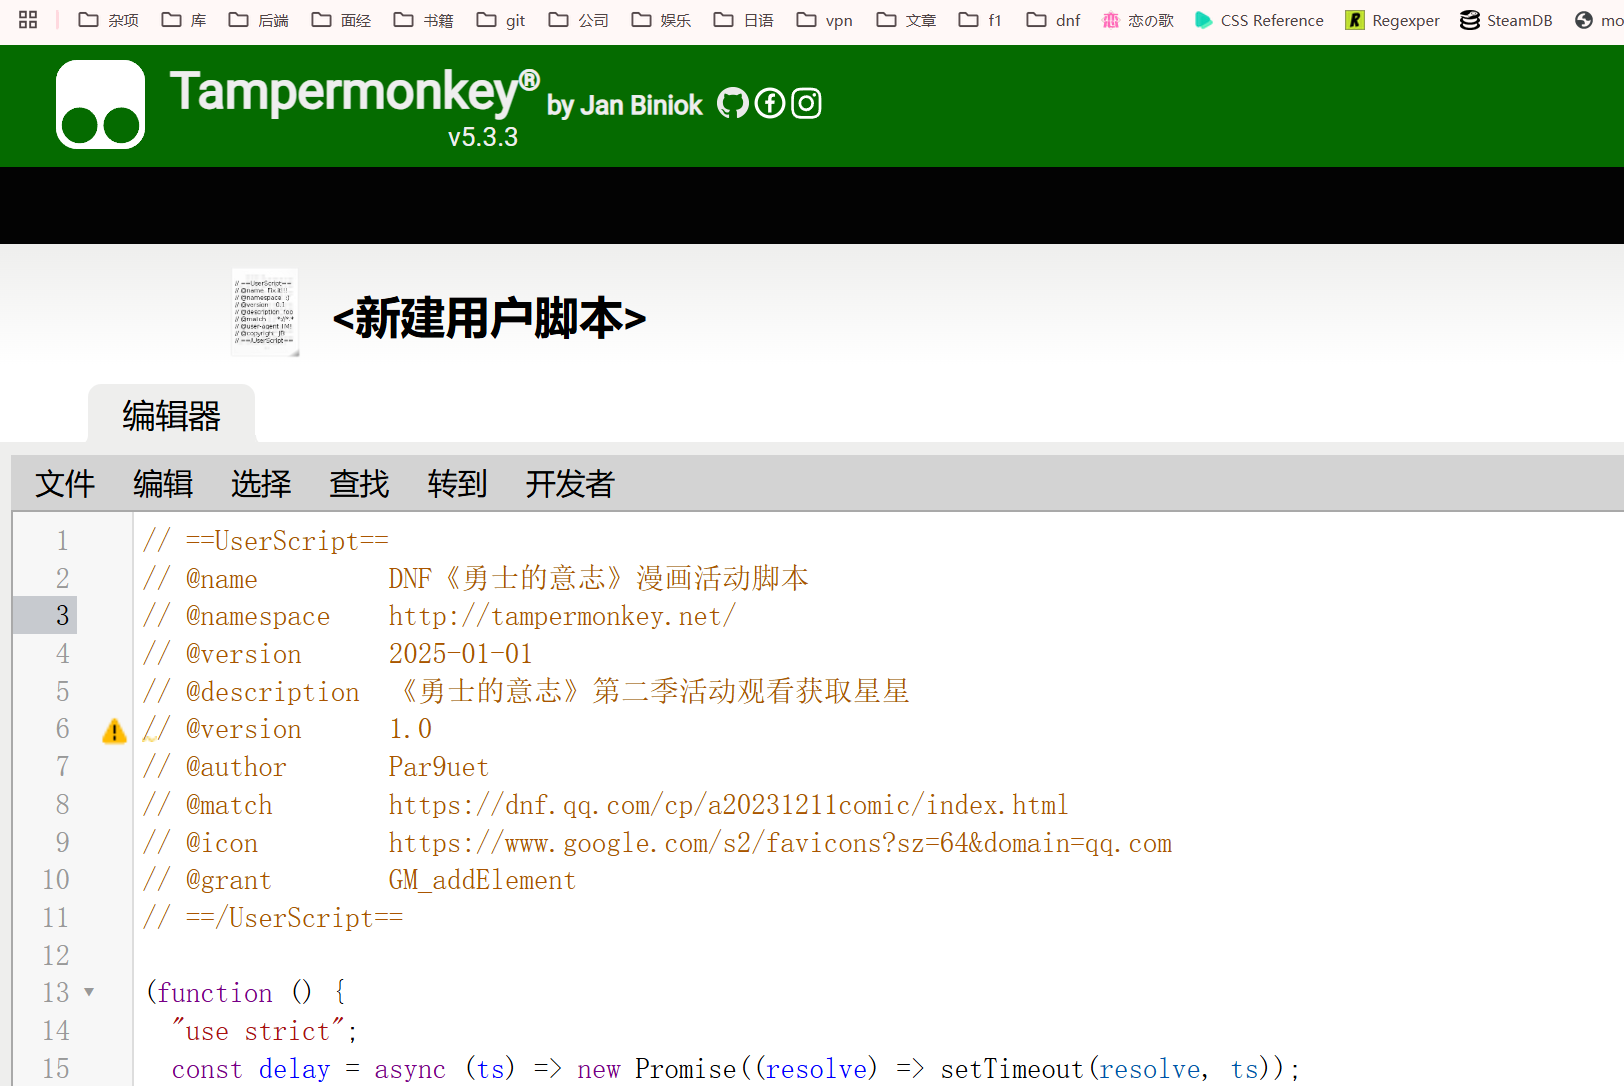 杂项 库 后端 面经 书籍 git 公司 娱乐 日语 vpn 文章 f1 dnf 恋の歌 CSS Reference Regexper SteamDB mo
Tampermonkey® by Jan Biniok
v5.3.3
<新建用户脚本>
编辑器
文件 编辑 选择 查找 转到 开发者
1 // ==UserScript==
2 // @name DNF《勇士的意志》漫画活动脚本
3 // @namespace http://tampermonkey.net/
4 // @version 2025-01-01
5 // @description 《勇士的意志》第二季活动观看获取星星
6 // @version 1.0
7 // @author Par9uet
8 // @match https://dnf.qq.com/cp/a20231211comic/index.html
9 // @icon https://www.google.com/s2/favicons?sz=64&domain=qq.com
10 // @grant GM_addElement
11 // ==/UserScript==
12
13 (function () {
14 "use strict";
15 const delay = async (ts) => new Promise((resolve) => setTimeout(resolve, ts));